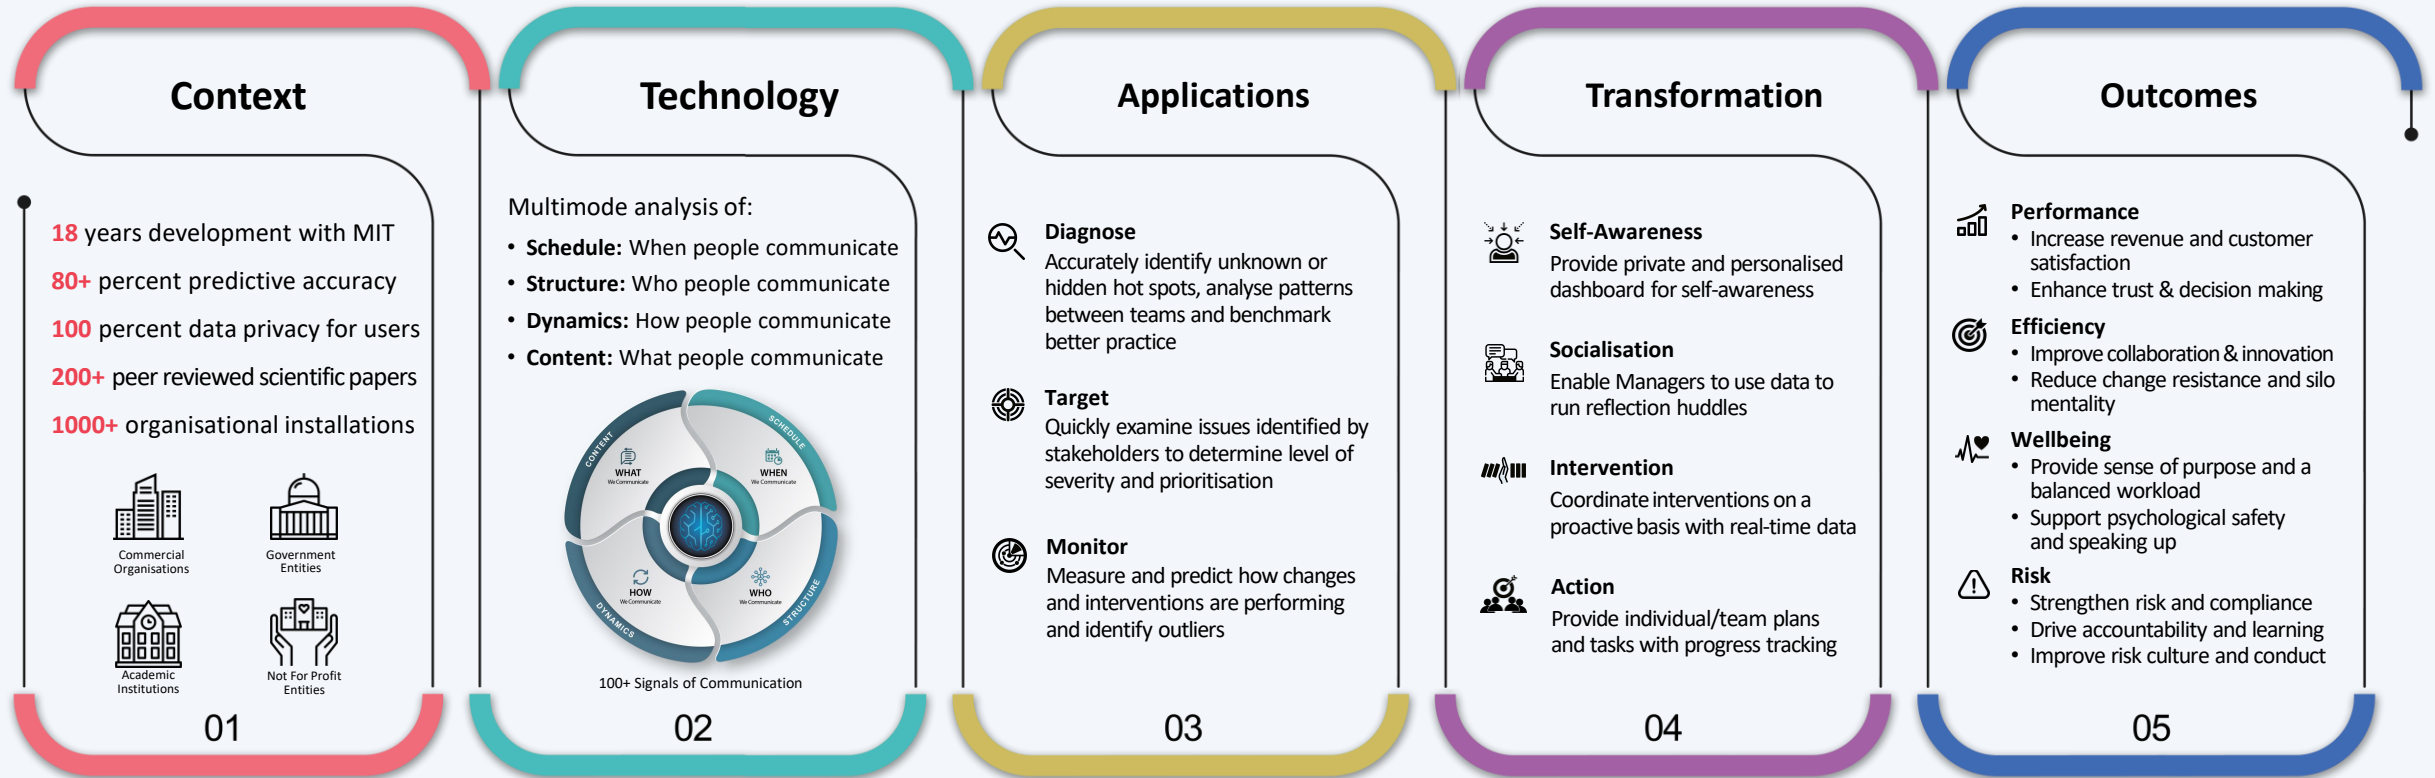 Context
18 years development with MIT
80+ percent predictive accuracy
100 percent data privacy for users
200+ peer reviewed scientific papers
1000+ organisational installations
Commercial
Organisations
Government
Entities
Academic
Institutions
Not For Profit
Entities
01
Technology
Multimode analysis of:
• Schedule: When people communicate
• Structure: Who people communicate
• Dynamics: How people communicate
• Content: What people communicate
CONTENT
SCHEDULE
WHAT
We Communicate
WHEN
We Communicate
HOW
We Communicate
WHO
We Communicate
DYNAMICS
STRUCTURE
100+ Signals of Communication
02
Applications
Diagnose
Accurately identify unknown or
hidden hot spots, analyse patterns
between teams and benchmark
better practice
Target
Quickly examine issues identified by
stakeholders to determine level of
severity and prioritisation
Monitor
Measure and predict how changes
and interventions are performing
and identify outliers
03
Transformation
Self-Awareness
Provide private and personalised
dashboard for self-awareness
Socialisation
Enable Managers to use data to
run reflection huddles
Intervention
Coordinate interventions on a
proactive basis with real-time data
Action
Provide individual/team plans
and tasks with progress tracking
04
Outcomes
Performance
• Increase revenue and customer
satisfaction
• Enhance trust & decision making
Efficiency
• Improve collaboration & innovation
• Reduce change resistance and silo
mentality
Wellbeing
• Provide sense of purpose and a
balanced workload
• Support psychological safety
and speaking up
Risk
• Strengthen risk and compliance
• Drive accountability and learning
• Improve risk culture and conduct
05